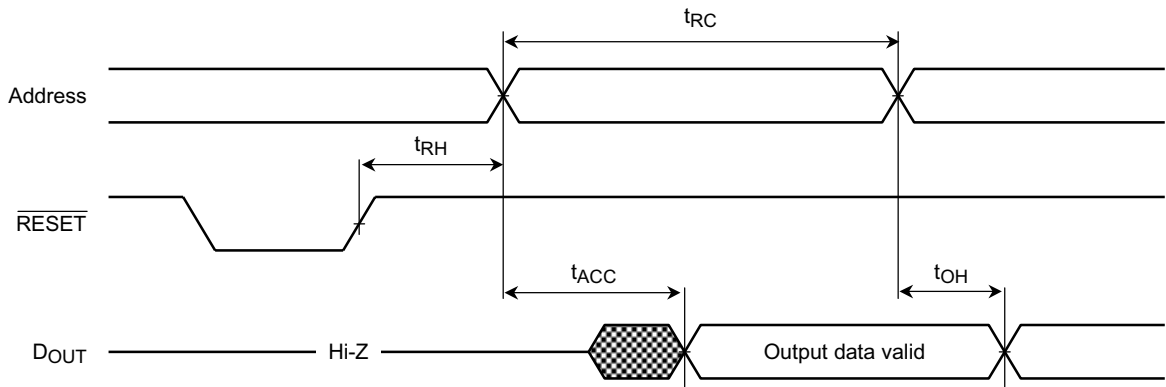 tRC
Address
tRH
RESET
tACC
tOH
DOUT
Hi-Z
Output data valid